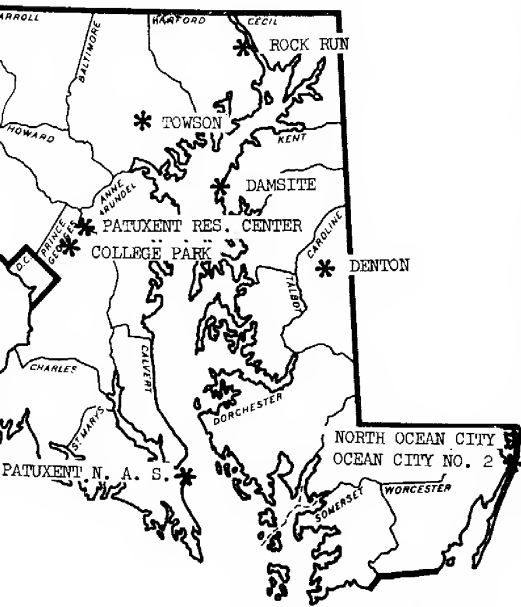 ARROLL
BALTIMORE
HARFORD
CECIL
ROCK RUN
TOWSON
HOWARD
KENT
ANNE
ARUNDEL
DAMSITE
PRINCE
GEORGES
PATUXENT RES. CENTER
COLLEGE PARK
D.C.
CAROLINE
DENTON
TALBOT
CHARLES
CALVERT
DORCHESTER
ST.MARYS
NORTH OCEAN CITY
OCEAN CITY NO. 2
PATUXENT N. A. S.
SOMERSET
WORCESTER